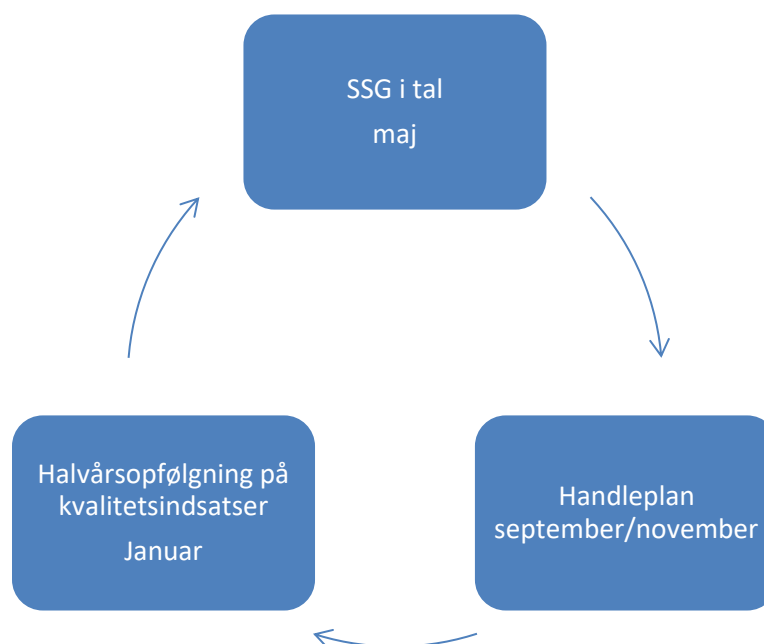 SSG i tal
maj
Handleplan
september/november
Halvårsopfølgning på
kvalitetsindsatser
Januar